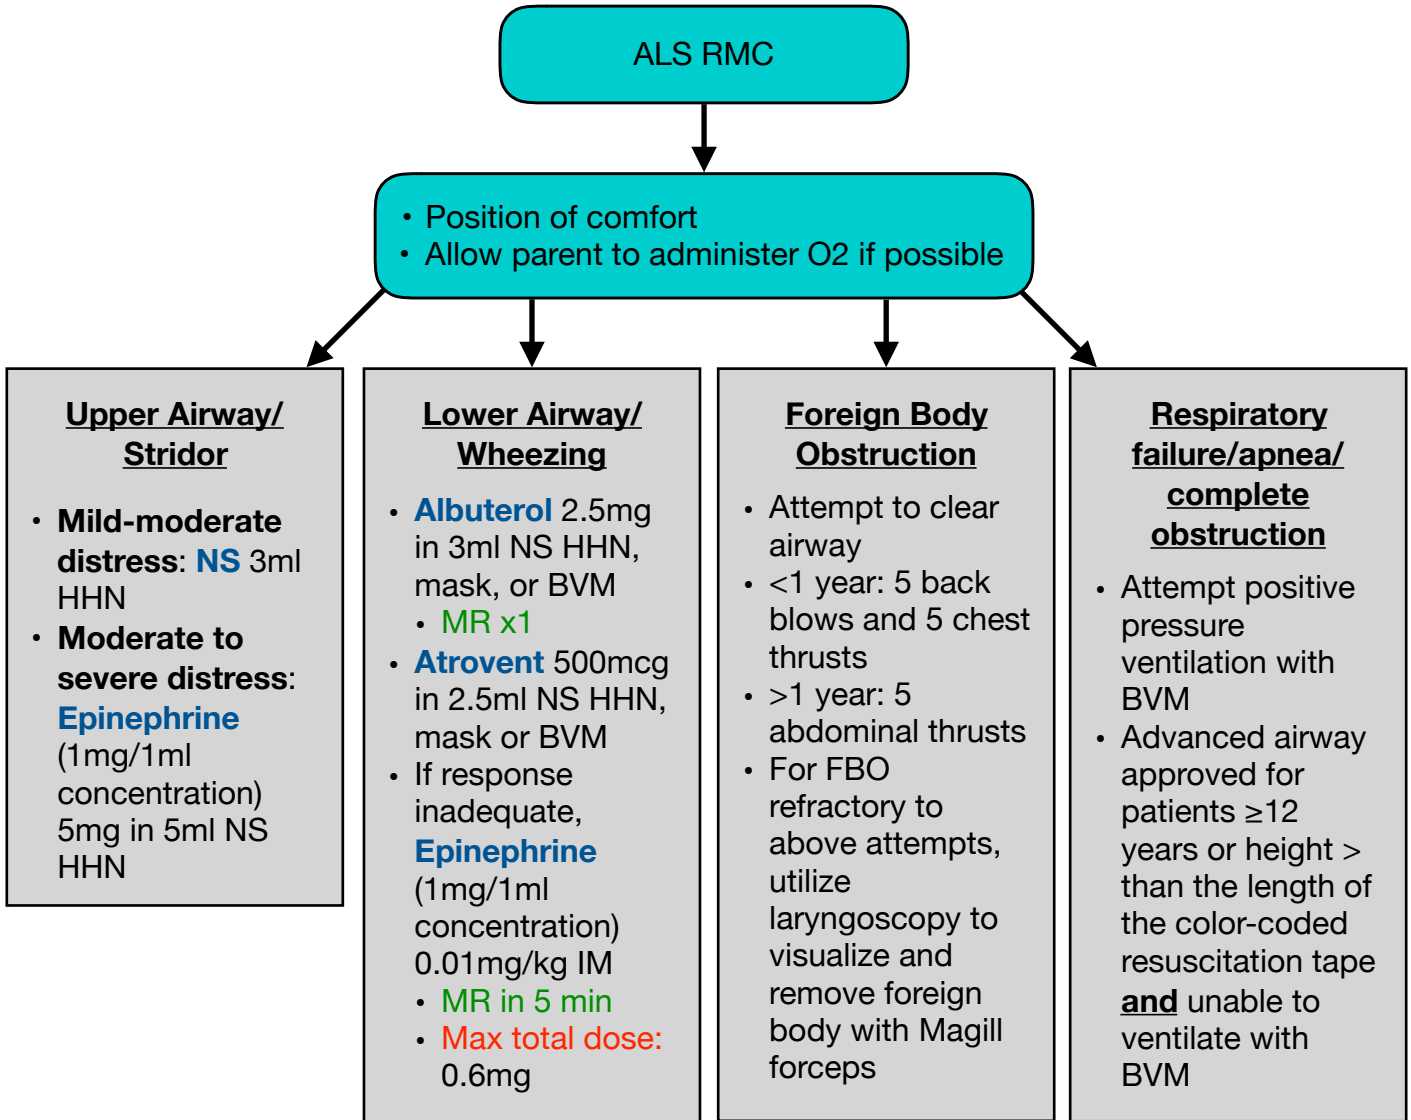 ALS RMC
• Position of comfort
• Allow parent to administer O2 if possible
Upper Airway/
Stridor
• Mild-moderate
distress: NS 3ml
HHN
• Moderate to
severe distress:
Epinephrine
(1mg/1ml
concentration)
5mg in 5ml NS
HHN
Lower Airway/
Wheezing
• Albuterol 2.5mg
in 3ml NS HHN,
mask, or BVM
• MR x1
• Atrovent 500mcg
in 2.5ml NS HHN,
mask or BVM
• If response
inadequate,
Epinephrine
(1mg/1ml
concentration)
0.01mg/kg IM
• MR in 5 min
• Max total dose:
0.6mg
Foreign Body
Obstruction
• Attempt to clear
airway
• <1 year: 5 back
blows and 5 chest
thrusts
• >1 year: 5
abdominal thrusts
• For FBO
refractory to
above attempts,
utilize
laryngoscopy to
visualize and
remove foreign
body with Magill
forceps
Respiratory
failure/apnea/
complete
obstruction
• Attempt positive
pressure
ventilation with
BVM
• Advanced airway
approved for
patients ≥12
years or height >
than the length of
the color-coded
resuscitation tape
and unable to
ventilate with
BVM